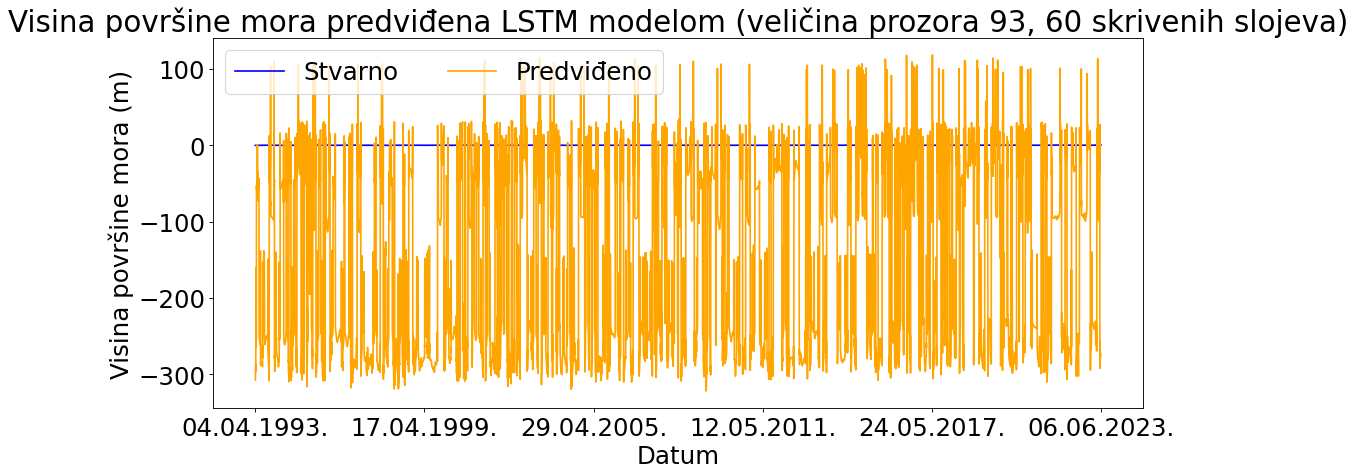 Visina površine mora predviđena LSTM modelom (veličina prozora 93, 60 skrivenih slojeva)
Stvarno Predviđeno
Visina površine mora (m)
100
0
−100
−200
−300
04.04.1993. 17.04.1999. 29.04.2005. 12.05.2011. 24.05.2017. 06.06.2023.
Datum